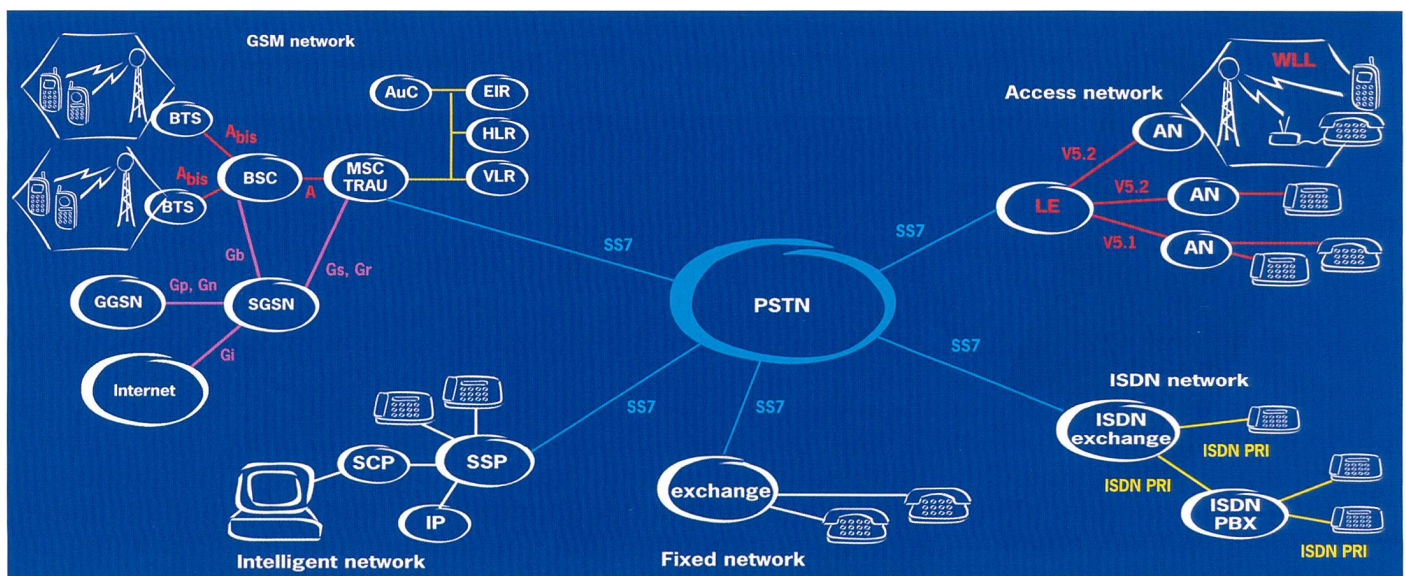 GSM network
AuC
EIR
HLR
VLR
BTS
Abis
BSC
A
MSC
TRAU
Abis
BTS
Gb
Gs, Gr
GGSN
Gp, Gn
SGSN
Gi
Internet
SS7
PSTN
SS7
Access network
WLL
AN
V5.2
V5.2
AN
LE
V5.1
AN
SS7
SSP
SCP
IP
Intelligent network
SS7
exchange
Fixed network
SS7
ISDN network
ISDN
exchange
ISDN PRI
ISDN PRI
ISDN
PBX
ISDN PRI